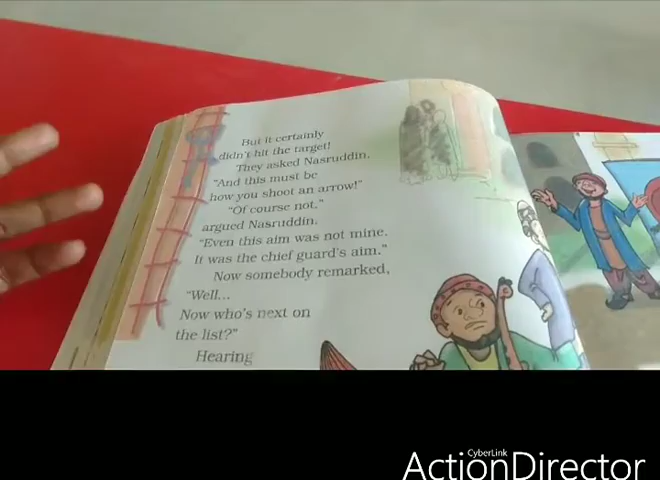 But it certainly
didn't hit the target!
They asked Nasruddin,
"And this must be
how you shoot an arrow!"
"Of course not,"
argued Nasruddin.
"Even this aim was not mine.
It was the chief guard's aim."
Now somebody remarked,
"Well...
Now who's next on
the list?"
Hearing
CyberLink
ActionDirector